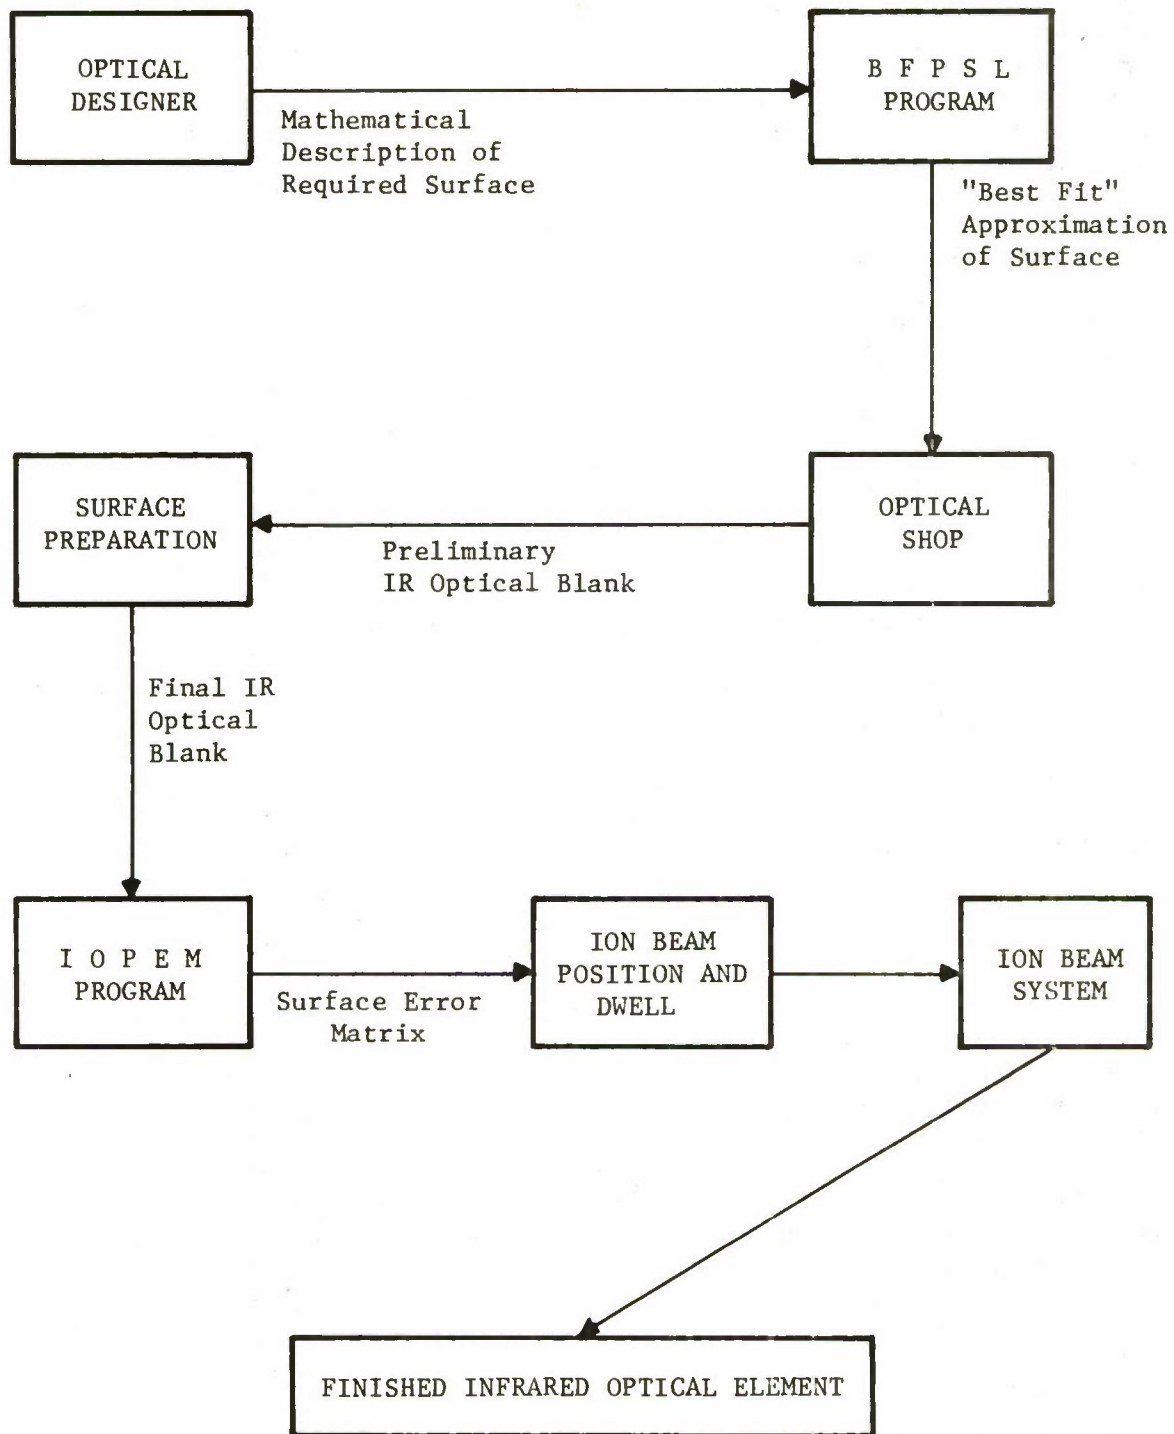 OPTICAL
DESIGNER
Mathematical
Description of
Required Surface
B F P S L
PROGRAM
"Best Fit"
Approximation
of Surface
OPTICAL
SHOP
Preliminary
IR Optical Blank
SURFACE
PREPARATION
Final IR
Optical
Blank
I O P E M
PROGRAM
Surface Error
Matrix
ION BEAM
POSITION AND
DWELL
ION BEAM
SYSTEM
FINISHED INFRARED OPTICAL ELEMENT